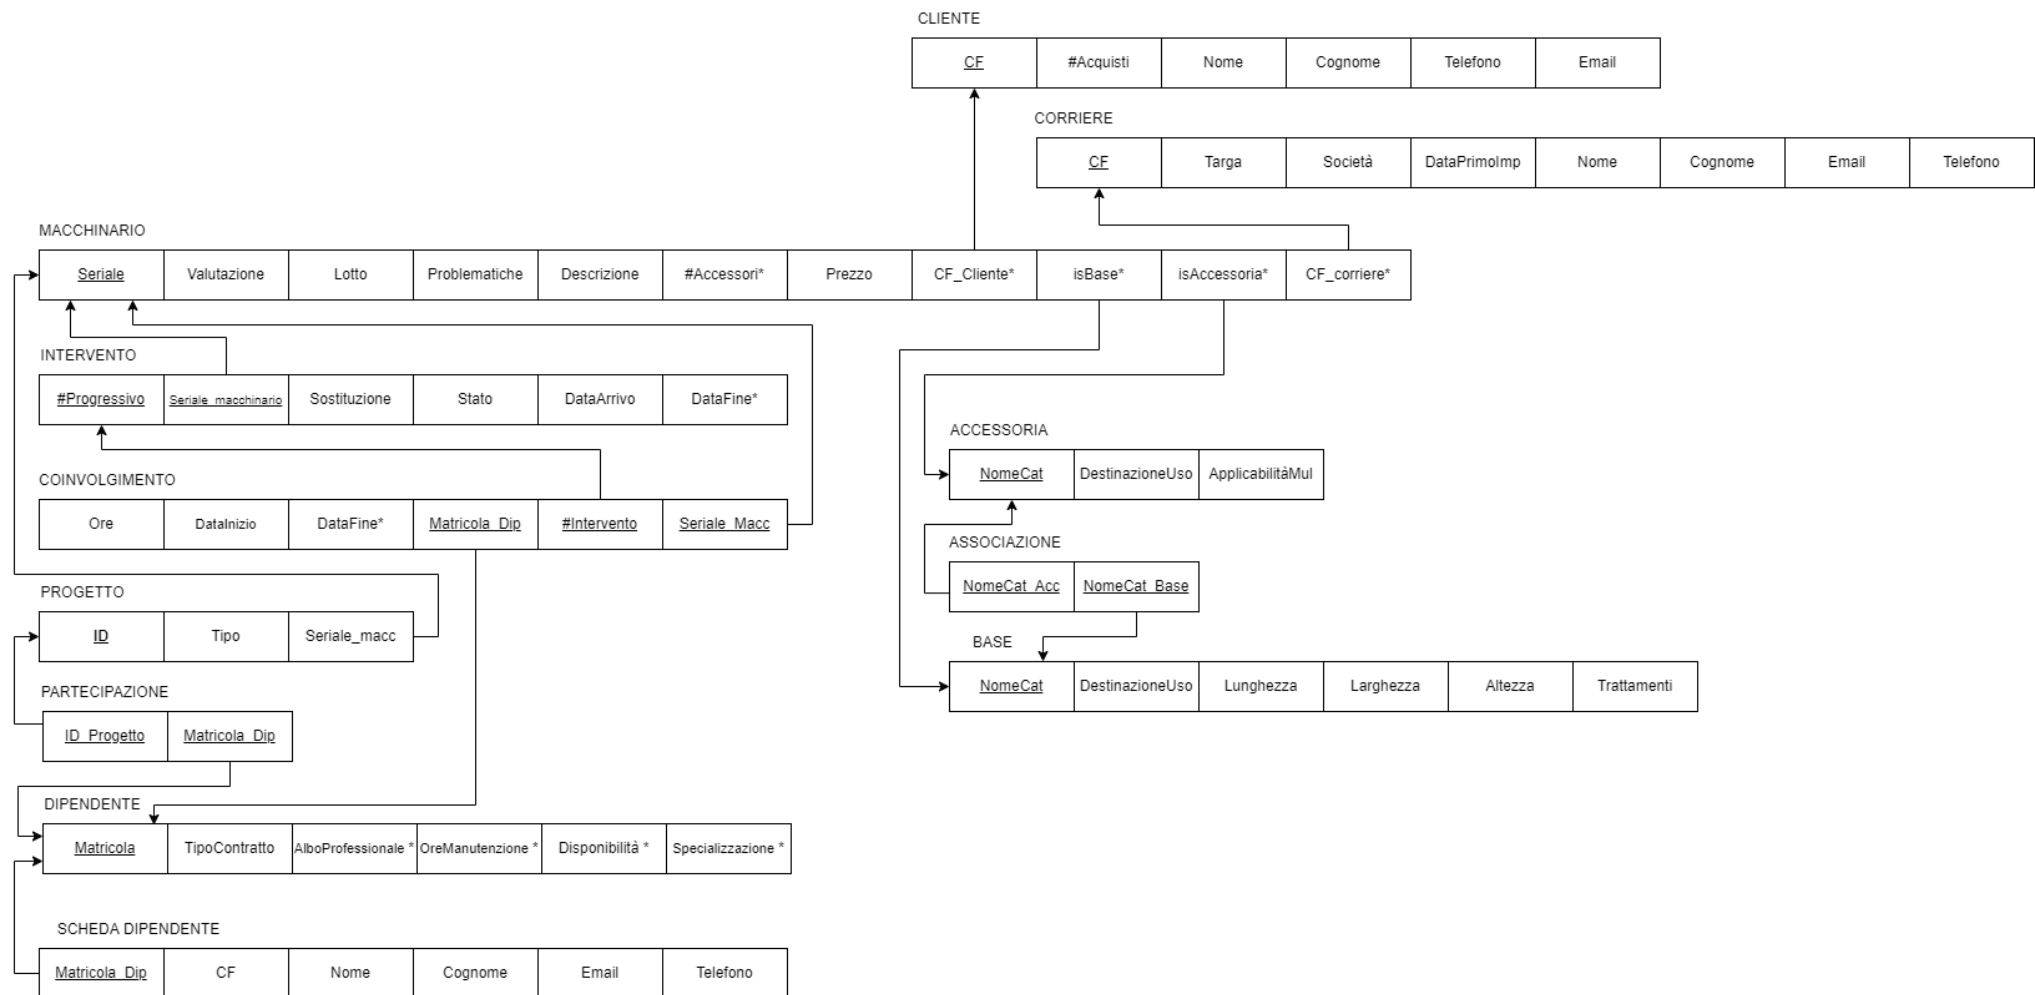 CLIENTE
CF #Acquisti Nome Cognome Telefono Email
CORRIERE
CF Targa Società DataPrimoImp Nome Cognome Email Telefono
MACCHINARIO
Seriale Valutazione Lotto Problematiche Descrizione #Accessori* Prezzo CF_Cliente* isBase* isAccessoria* CF_corriere*
INTERVENTO
#Progressivo Seriale_macchinario Sostituzione Stato DataArrivo DataFine*
ACCESSORIA
NomeCat DestinazioneUso ApplicabilitàMul
COINVOLGIMENTO
Ore DataInizio DataFine* Matricola_Dip #Intervento Seriale_Macc
ASSOCIAZIONE
NomeCat_Acc NomeCat_Base
PROGETTO
ID Tipo Seriale_macc
BASE
NomeCat DestinazioneUso Lunghezza Larghezza Altezza Trattamenti
PARTECIPAZIONE
ID_Progetto Matricola_Dip
DIPENDENTE
Matricola TipoContratto AlboProfessionale * OreManutenzione * Disponibilità * Specializzazione *
SCHEDA DIPENDENTE
Matricola_Dip CF Nome Cognome Email Telefono